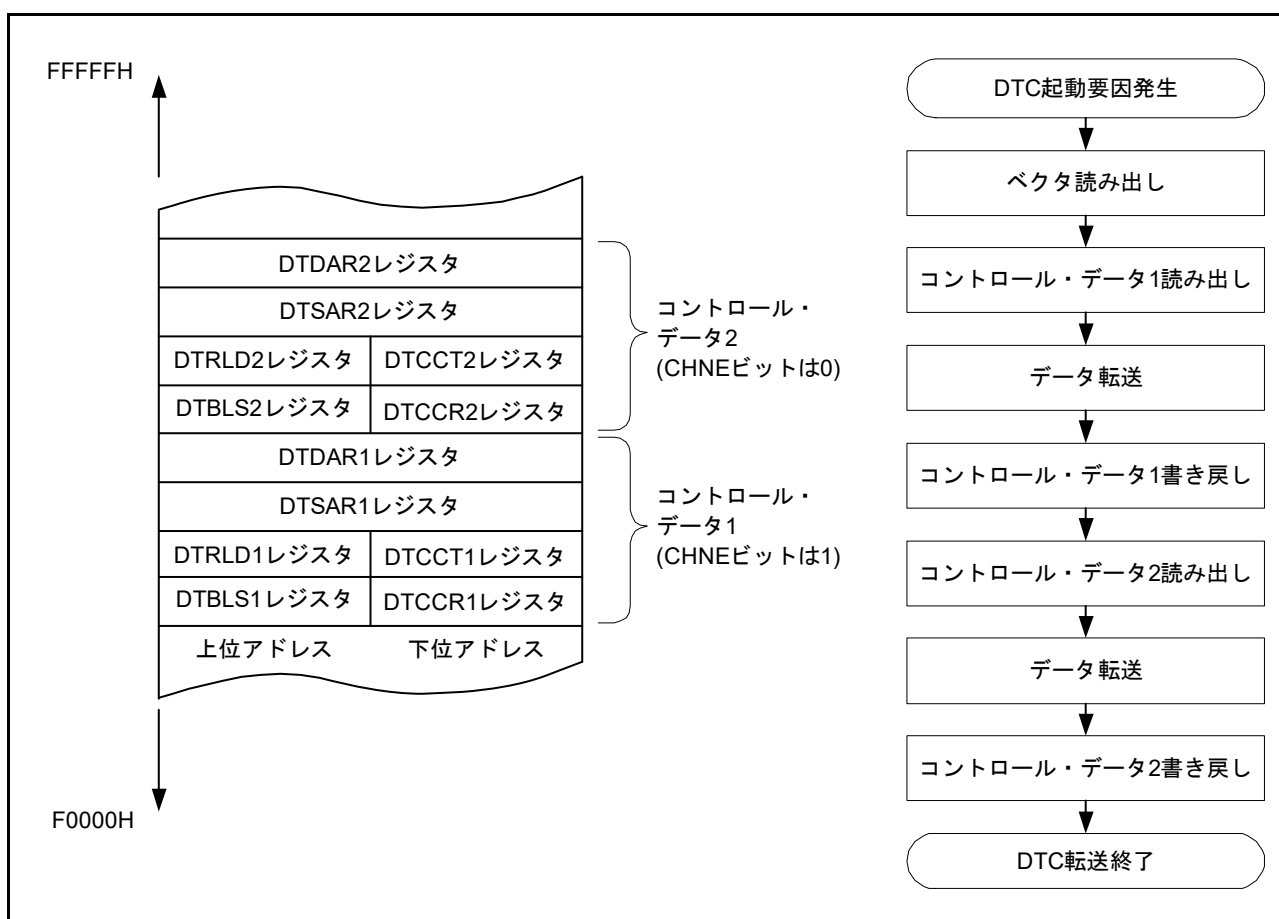 FFFFFH
DTDAR2レジスタ
DTSAR2レジスタ
DTRLD2レジスタ DTCCT2レジスタ
DTBLS2レジスタ DTCCR2レジスタ
DTDAR1レジスタ
DTSAR1レジスタ
DTRLD1レジスタ DTCCT1レジスタ
DTBLS1レジスタ DTCCR1レジスタ
上位アドレス 下位アドレス
F0000H
コントロール・
データ2
(CHNEビットは0)
コントロール・
データ1
(CHNEビットは1)
DTC起動要因発生
ベクタ読み出し
コントロール・データ1読み出し
データ転送
コントロール・データ1書き戻し
コントロール・データ2読み出し
データ転送
コントロール・データ2書き戻し
DTC転送終了